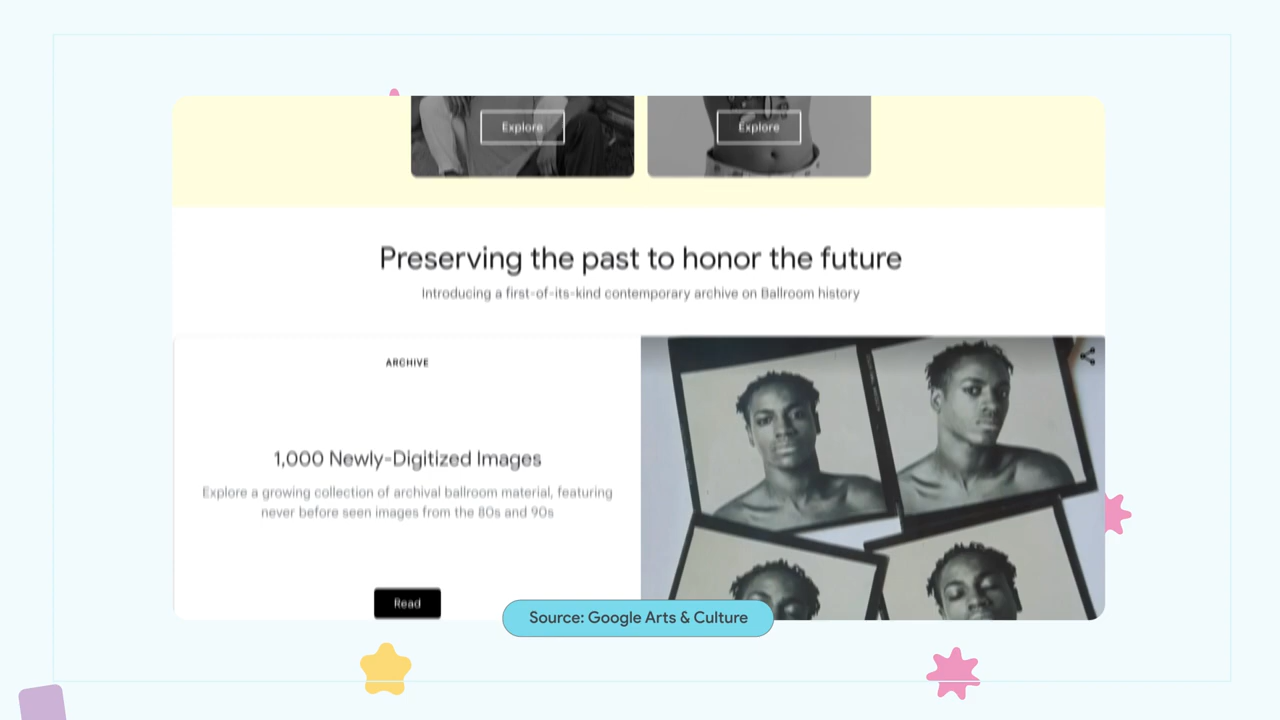 Explore
Explore
Preserving the past to honor the future
Introducing a first-of-its-kind contemporary archive on Ballroom history
ARCHIVE
1,000 Newly-Digitized Images
Explore a growing collection of archival ballroom material, featuring
never before seen images from the 80s and 90s
Read
Source: Google Arts & Culture